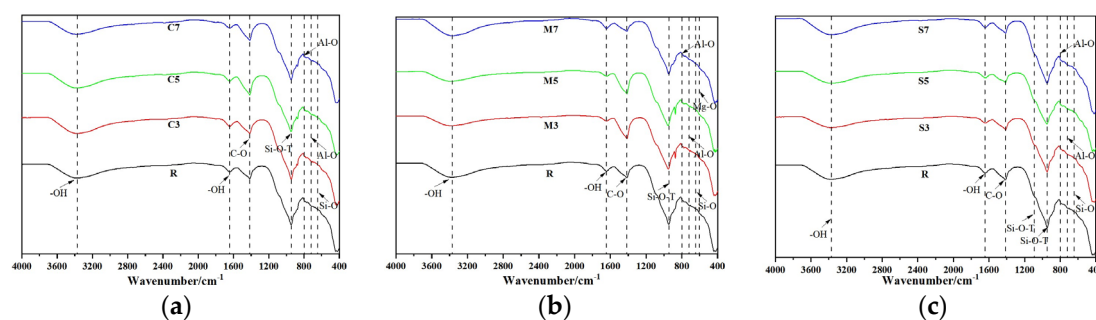 C7
Al-O
C5
C3
C-O
Si-O-T
Al-O
R
-OH
-OH
Si-O
4000 3600 3200 2800 2400 2000 1600 1200 800 400
Wavenumber/cm-1
(a)
M7
Al-O
M5
Mg-O
M3
Al-O
R
-OH
-OH
C-O
Si-O-T
Si-O
4000 3600 3200 2800 2400 2000 1600 1200 800 400
Wavenumber/cm-1
(b)
S7
Al-O
S5
S3
Al-O
R
-OH
C-O
Si-O
-OH
Si-O-T
Si-O-T
4000 3600 3200 2800 2400 2000 1600 1200 800 40
Wavenumber/cm-1
(c)